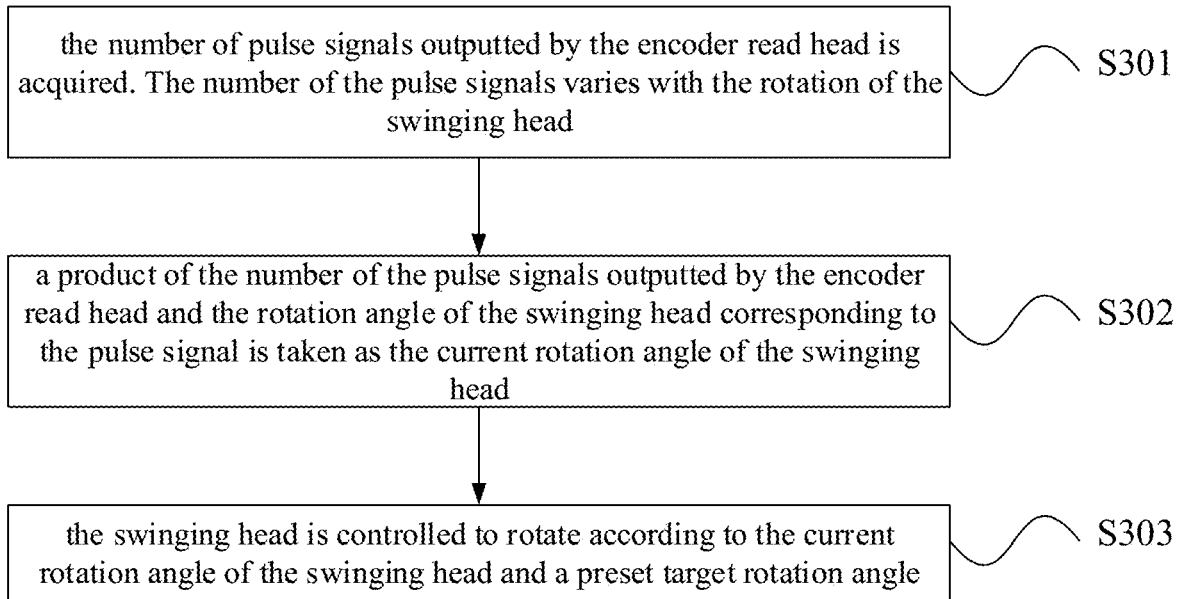 the number of pulse signals outputted by the encoder read head is
acquired. The number of the pulse signals varies with the rotation of the
swinging head
S301
a product of the number of the pulse signals outputted by the encoder
read head and the rotation angle of the swinging head corresponding to
the pulse signal is taken as the current rotation angle of the swinging
head
S302
the swinging head is controlled to rotate according to the current
rotation angle of the swinging head and a preset target rotation angle
S303